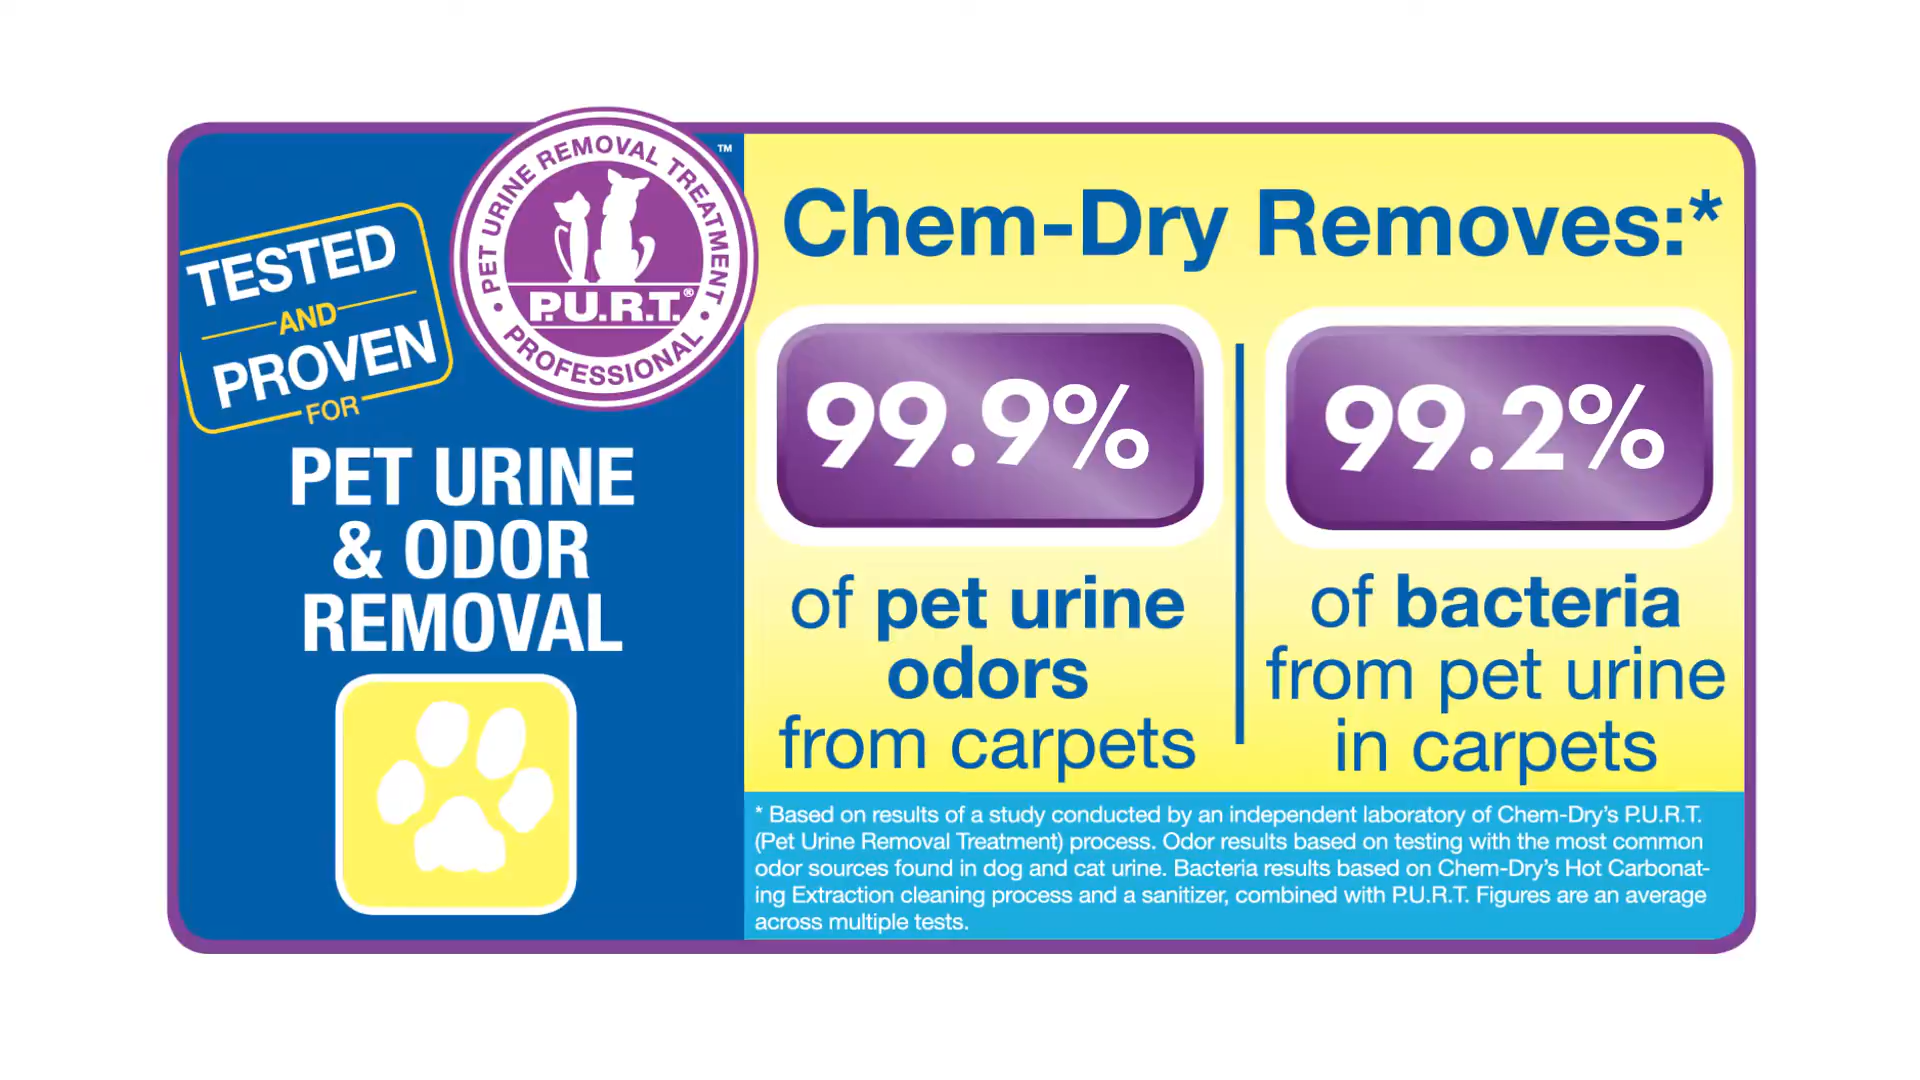 TESTED
AND
PROVEN
FOR
PET URINE
& ODOR
REMOVAL
• PET URINE REMOVAL TREATMENT •
P.U.R.T.®
PROFESSIONAL
™
Chem-Dry Removes:*
99.9%
of pet urine
odors
from carpets
99.2%
of bacteria
from pet urine
in carpets
* Based on results of a study conducted by an independent laboratory of Chem-Dry's P.U.R.T.
(Pet Urine Removal Treatment) process. Odor results based on testing with the most common
odor sources found in dog and cat urine. Bacteria results based on Chem-Dry's Hot Carbonat-
ing Extraction cleaning process and a sanitizer, combined with P.U.R.T. Figures are an average
across multiple tests.